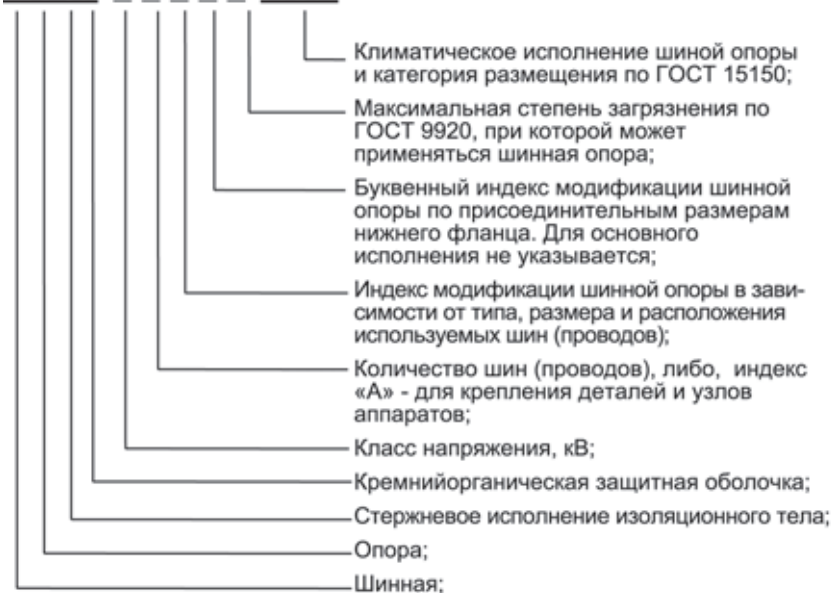 Климатическое исполнение шиной опоры
и категория размещения по ГОСТ 15150;
Максимальная степень загрязнения по
ГОСТ 9920, при которой может
применяться шинная опора;
Буквенный индекс модификации шинной
опоры по присоединительным размерам
нижнего фланца. Для основного
исполнения не указывается;
Индекс модификации шинной опоры в зави-
симости от типа, размера и расположения
используемых шин (проводов);
Количество шин (проводов), либо, индекс
«А» - для крепления деталей и узлов
аппаратов;
Класс напряжения, кВ;
Кремнийорганическая защитная оболочка;
Стержневое исполнение изоляционного тела;
Опора;
Шинная;